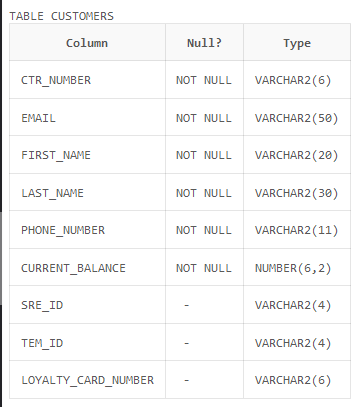 TABLE CUSTOMERS
Column Null? Type
CTR_NUMBER NOT NULL VARCHAR2(6)
EMAIL NOT NULL VARCHAR2(50)
FIRST_NAME NOT NULL VARCHAR2(20)
LAST_NAME NOT NULL VARCHAR2(30)
PHONE_NUMBER NOT NULL VARCHAR2(11)
CURRENT_BALANCE NOT NULL NUMBER(6,2)
SRE_ID - VARCHAR2(4)
TEM_ID - VARCHAR2(4)
LOYALTY_CARD_NUMBER - VARCHAR2(6)